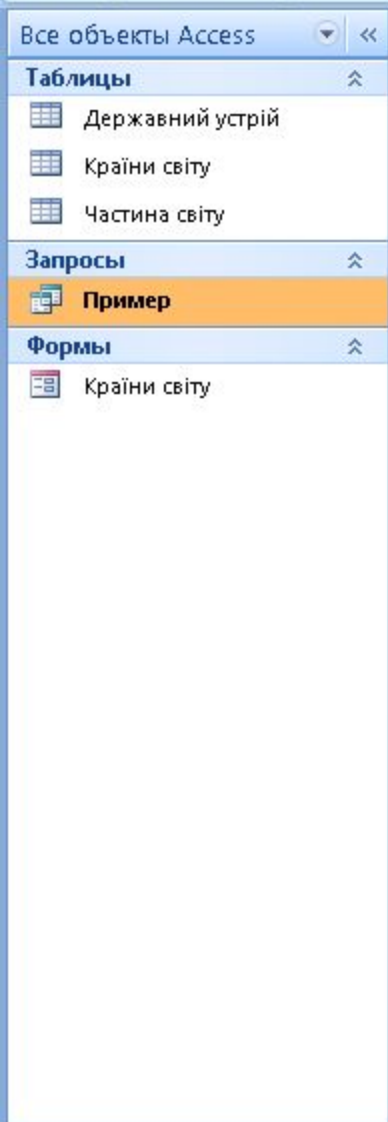 Все объекты Access
Таблицы
Державний устрій
Країни світу
Частина світу
Запросы
Пример
Формы
Країни світу